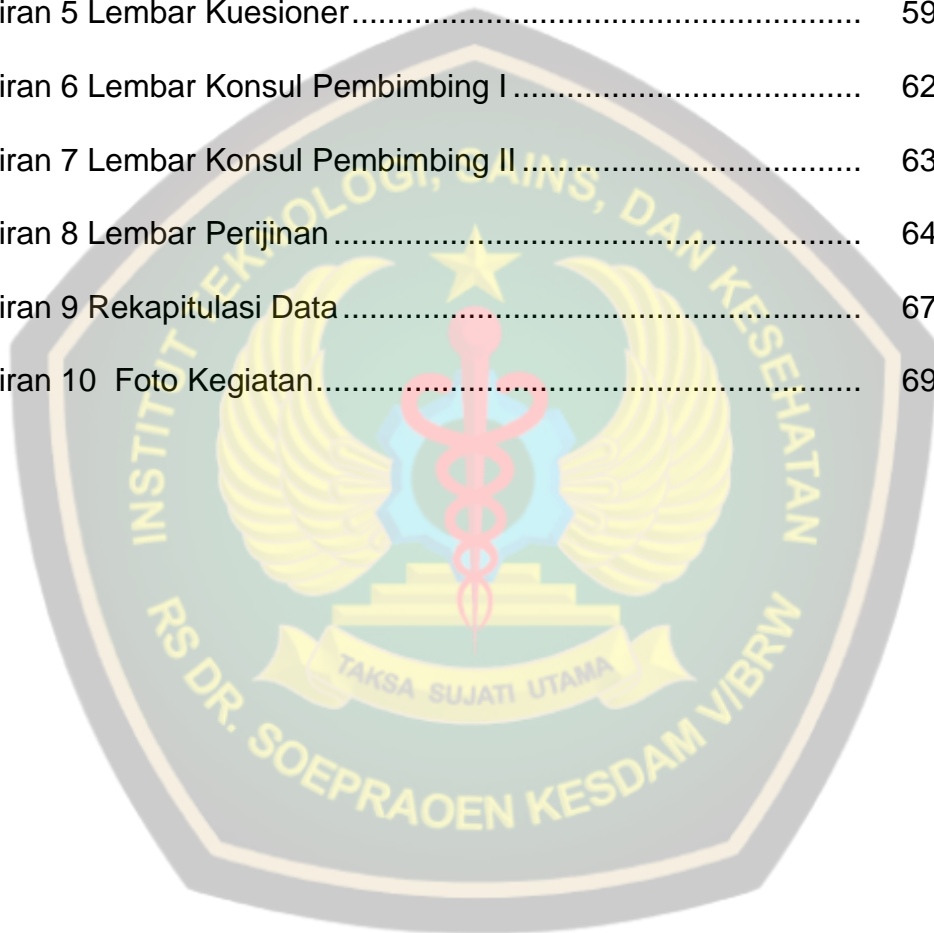 iran 5 Lembar Kuesioner.............................................................. 59
iran 6 Lembar Konsul Pembimbing I .......................................... 62
iran 7 Lembar Konsul Pembimbing II ......................................... 63
iran 8 Lembar Perijinan ................................................................ 64
iran 9 Rekapitulasi Data ............................................................... 67
iran 10  Foto Kegiatan................................................................... 69
INSTITUT TEKNOLOGI, SAINS, DAN KESEHATAN
TAKSA SUJATI UTAMA
RS DR. SOEPRAOEN KESDAM V/BRW